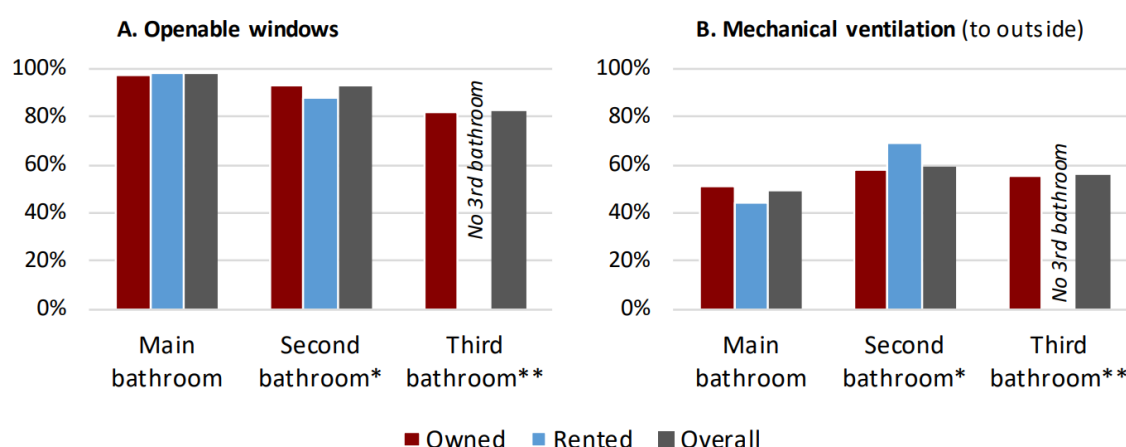 A. Openable windows
100%
80%
60%
40%
20%
0%
No 3rd bathroom
Main
bathroom
Second
bathroom*
Third
bathroom**
B. Mechanical ventilation (to outside)
100%
80%
60%
40%
20%
0%
No 3rd bathroom
Main
bathroom
Second
bathroom*
Third
bathroom**
Owned Rented Overall